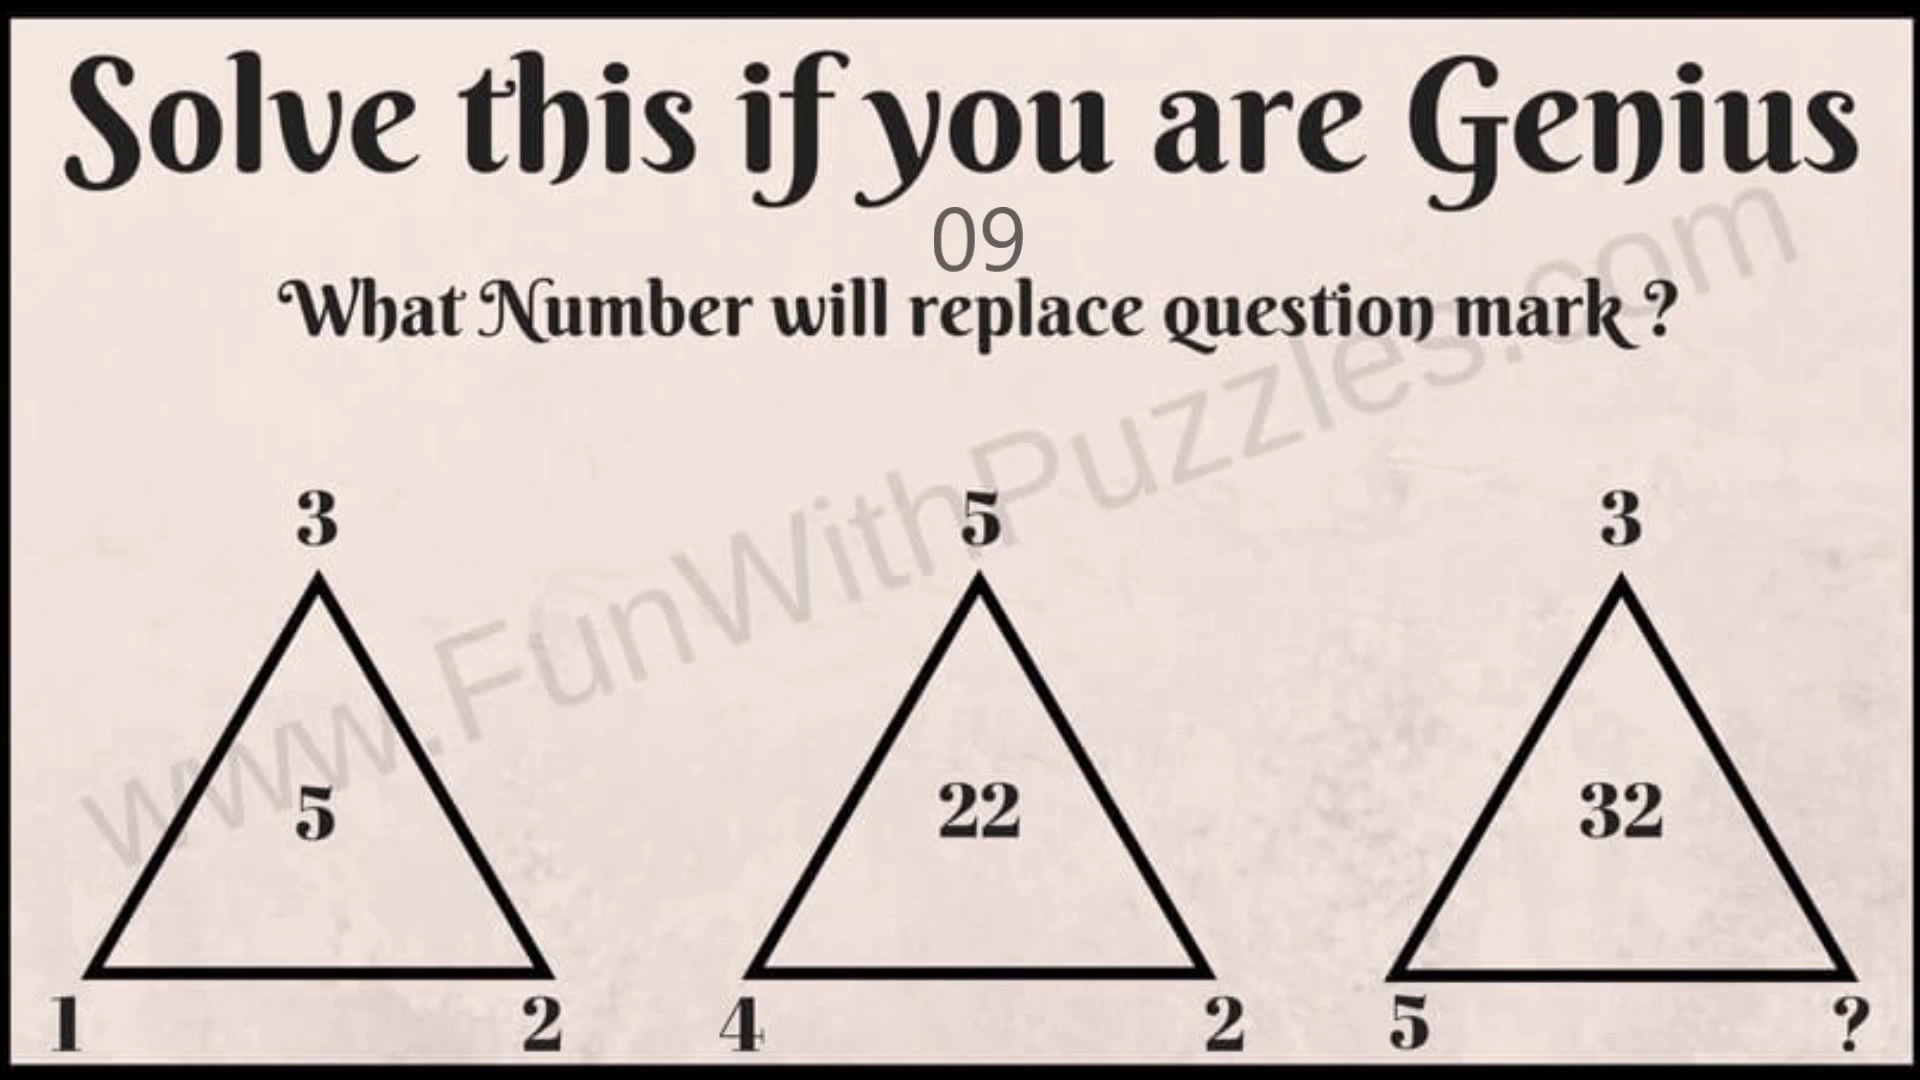 Solve this if you are Genius
09
What Number will replace question mark ?
www.FunWithPuzzles.com
3 5 3
5 22 32
1 2 4 2 5 ?